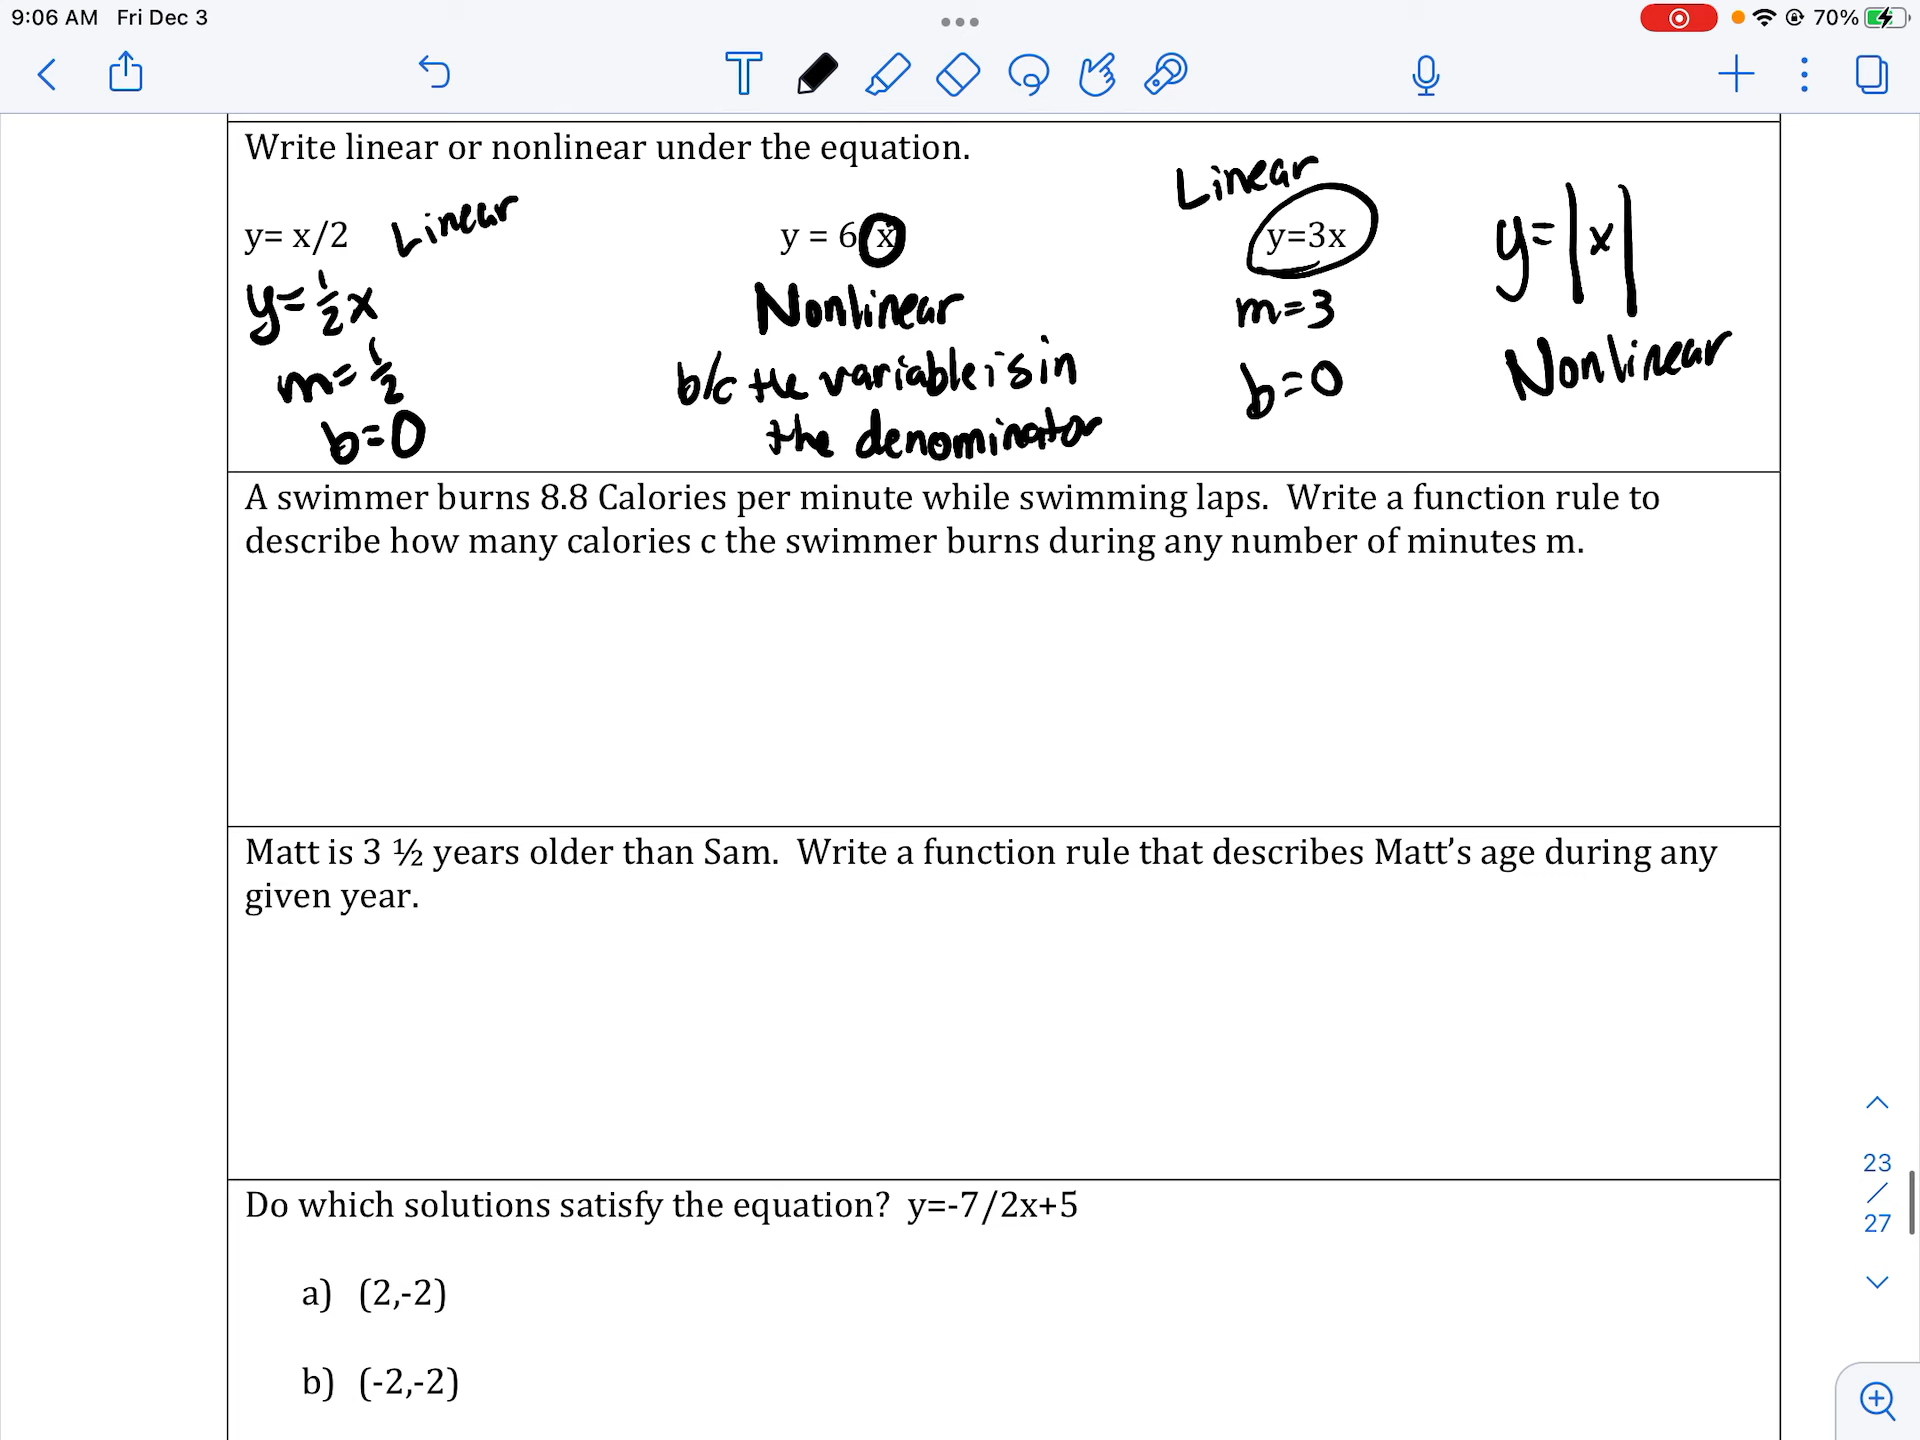 9:06 AM Fri Dec 3
70%
Write linear or nonlinear under the equation.
y= x/2 Linear y = 6/x Linear y=3x y=|x|
y=½x Nonlinear m=3 Nonlinear
m=½ b/c the variable is in b=0
b=0 the denominator
A swimmer burns 8.8 Calories per minute while swimming laps. Write a function rule to
describe how many calories c the swimmer burns during any number of minutes m.
Matt is 3 ½ years older than Sam. Write a function rule that describes Matt’s age during any
given year.
Do which solutions satisfy the equation? y=-7/2x+5
a) (2,-2)
b) (-2,-2)
23
/
27